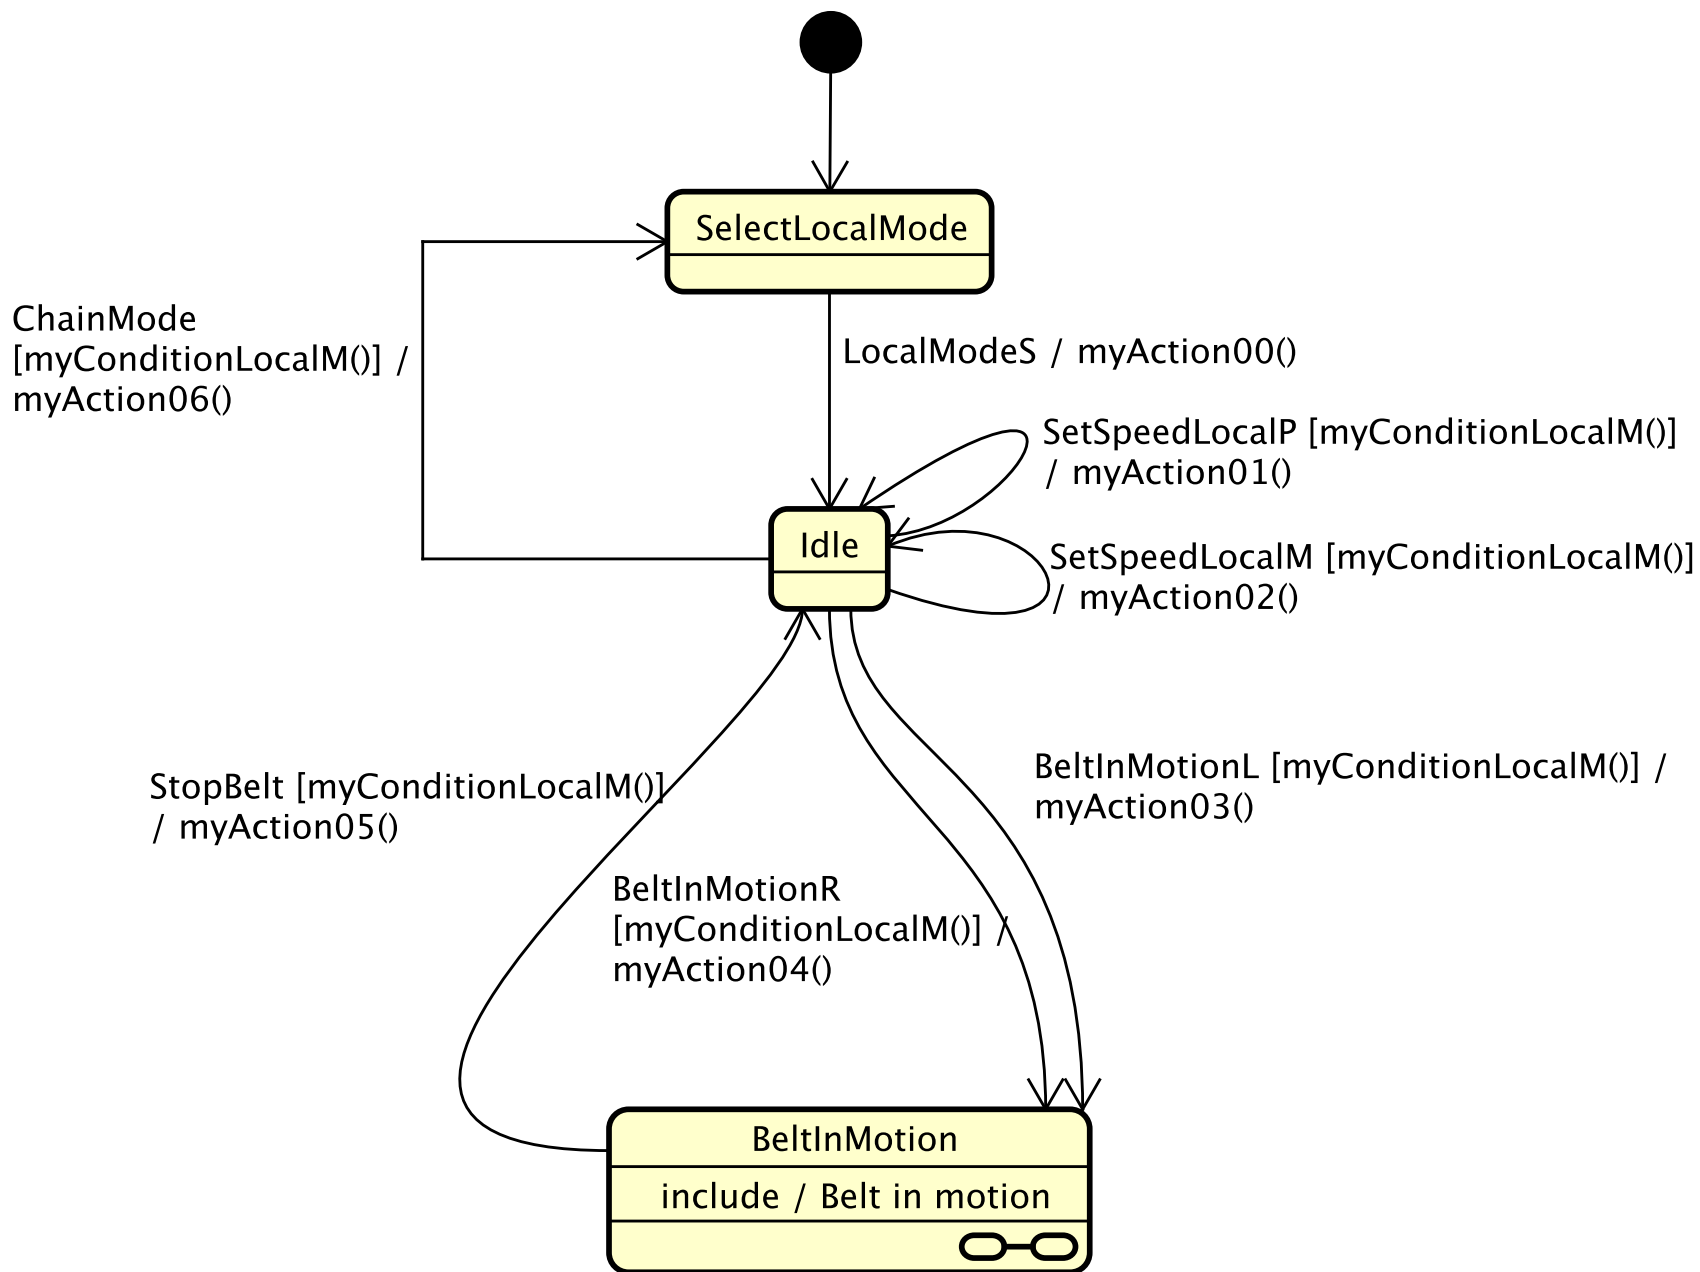 SelectLocalMode
ChainMode
[myConditionLocalM()] /
myAction06()
LocalModeS / myAction00()
SetSpeedLocalP [myConditionLocalM()]
/ myAction01()
Idle
SetSpeedLocalM [myConditionLocalM()]
/ myAction02()
StopBelt [myConditionLocalM()]
/ myAction05()
BeltInMotionL [myConditionLocalM()] /
myAction03()
BeltInMotionR
[myConditionLocalM()] /
myAction04()
BeltInMotion
include / Belt in motion